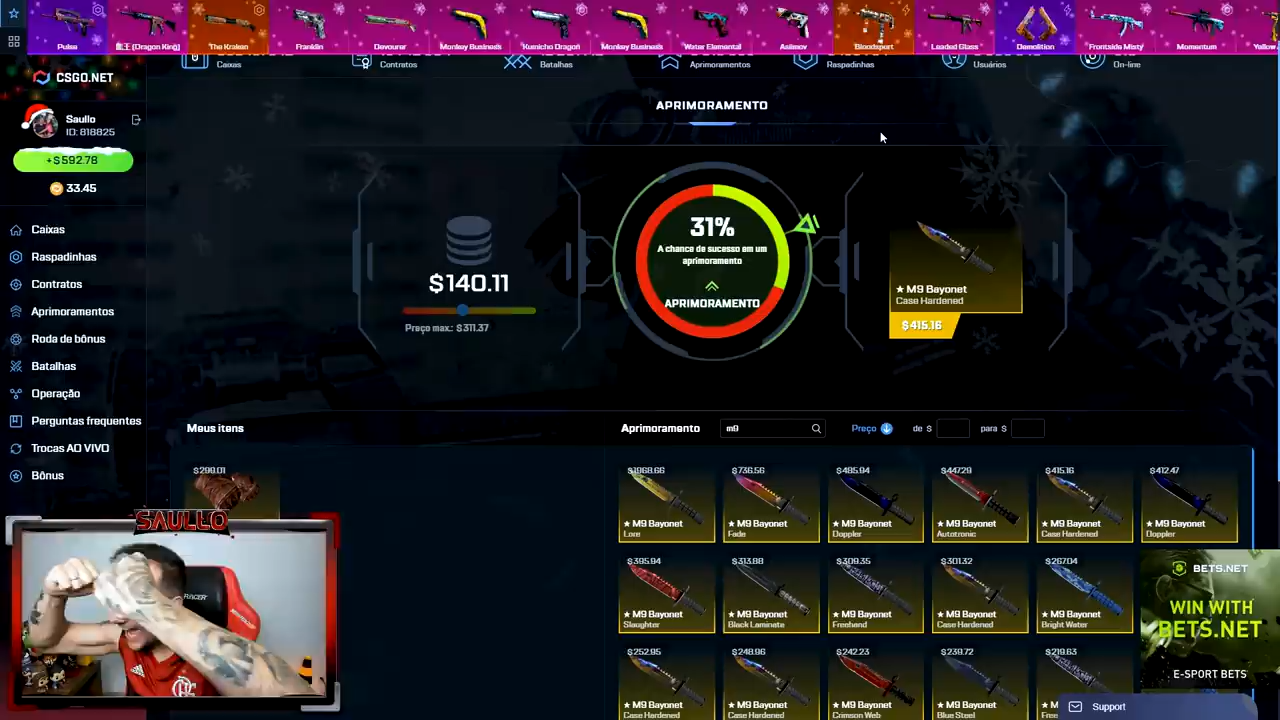 Pulse
M4A4 (Dragon King)
The Kraken
Franklin
Devourer
Monkey Business
Kumicho Dragon
Monkey Business
Water Elemental
Asiimov
Bloodsport
Leaded Glass
Demolition
Frontside Misty
Momentum
Yellow
CSGO.NET
Caixas
Contratos
Batalhas
Aprimoramentos
Raspadinhas
Usuários
On-line
Saullo
ID: 818825
+$592.78
33.45
Caixas
Raspadinhas
Contratos
Aprimoramentos
Roda de bônus
Batalhas
Operação
Perguntas frequentes
Trocas AO VIVO
Bônus
APRIMORAMENTO
$140.11
Preço max.: $311.37
31%
A chance de sucesso em um
aprimoramento
APRIMORAMENTO
★ M9 Bayonet
Case Hardened
$415.16
Meus itens
Aprimoramento
m9
Preço
de $
para $
$299.01
$1968.66
★ M9 Bayonet
Lore
$736.56
★ M9 Bayonet
Fade
$485.94
★ M9 Bayonet
Doppler
$447.29
★ M9 Bayonet
Autotronic
$415.16
★ M9 Bayonet
Case Hardened
$412.47
★ M9 Bayonet
Doppler
$395.94
★ M9 Bayonet
Slaughter
$313.88
★ M9 Bayonet
Black Laminate
$309.35
★ M9 Bayonet
Freehand
$301.32
★ M9 Bayonet
Case Hardened
$267.04
★ M9 Bayonet
Bright Water
$252.95
★ M9 Bayonet
Case Hardened
$248.96
★ M9 Bayonet
Case Hardened
$242.23
★ M9 Bayonet
Crimson Web
$239.72
★ M9 Bayonet
Blue Steel
$219.63
★ M9 B
Free
SAULLO
RACER
BETS.NET
WIN WITH
BETS.NET
E-SPORT BETS
Support